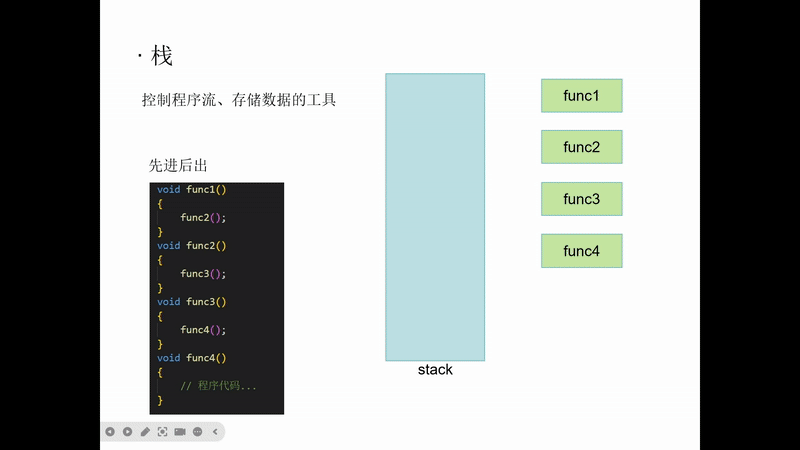 · 栈
控制程序流、存储数据的工具
先进后出
void func1()
{
func2();
}
void func2()
{
func3();
}
void func3()
{
func4();
}
void func4()
{
// 程序代码...
}
stack
func1
func2
func3
func4